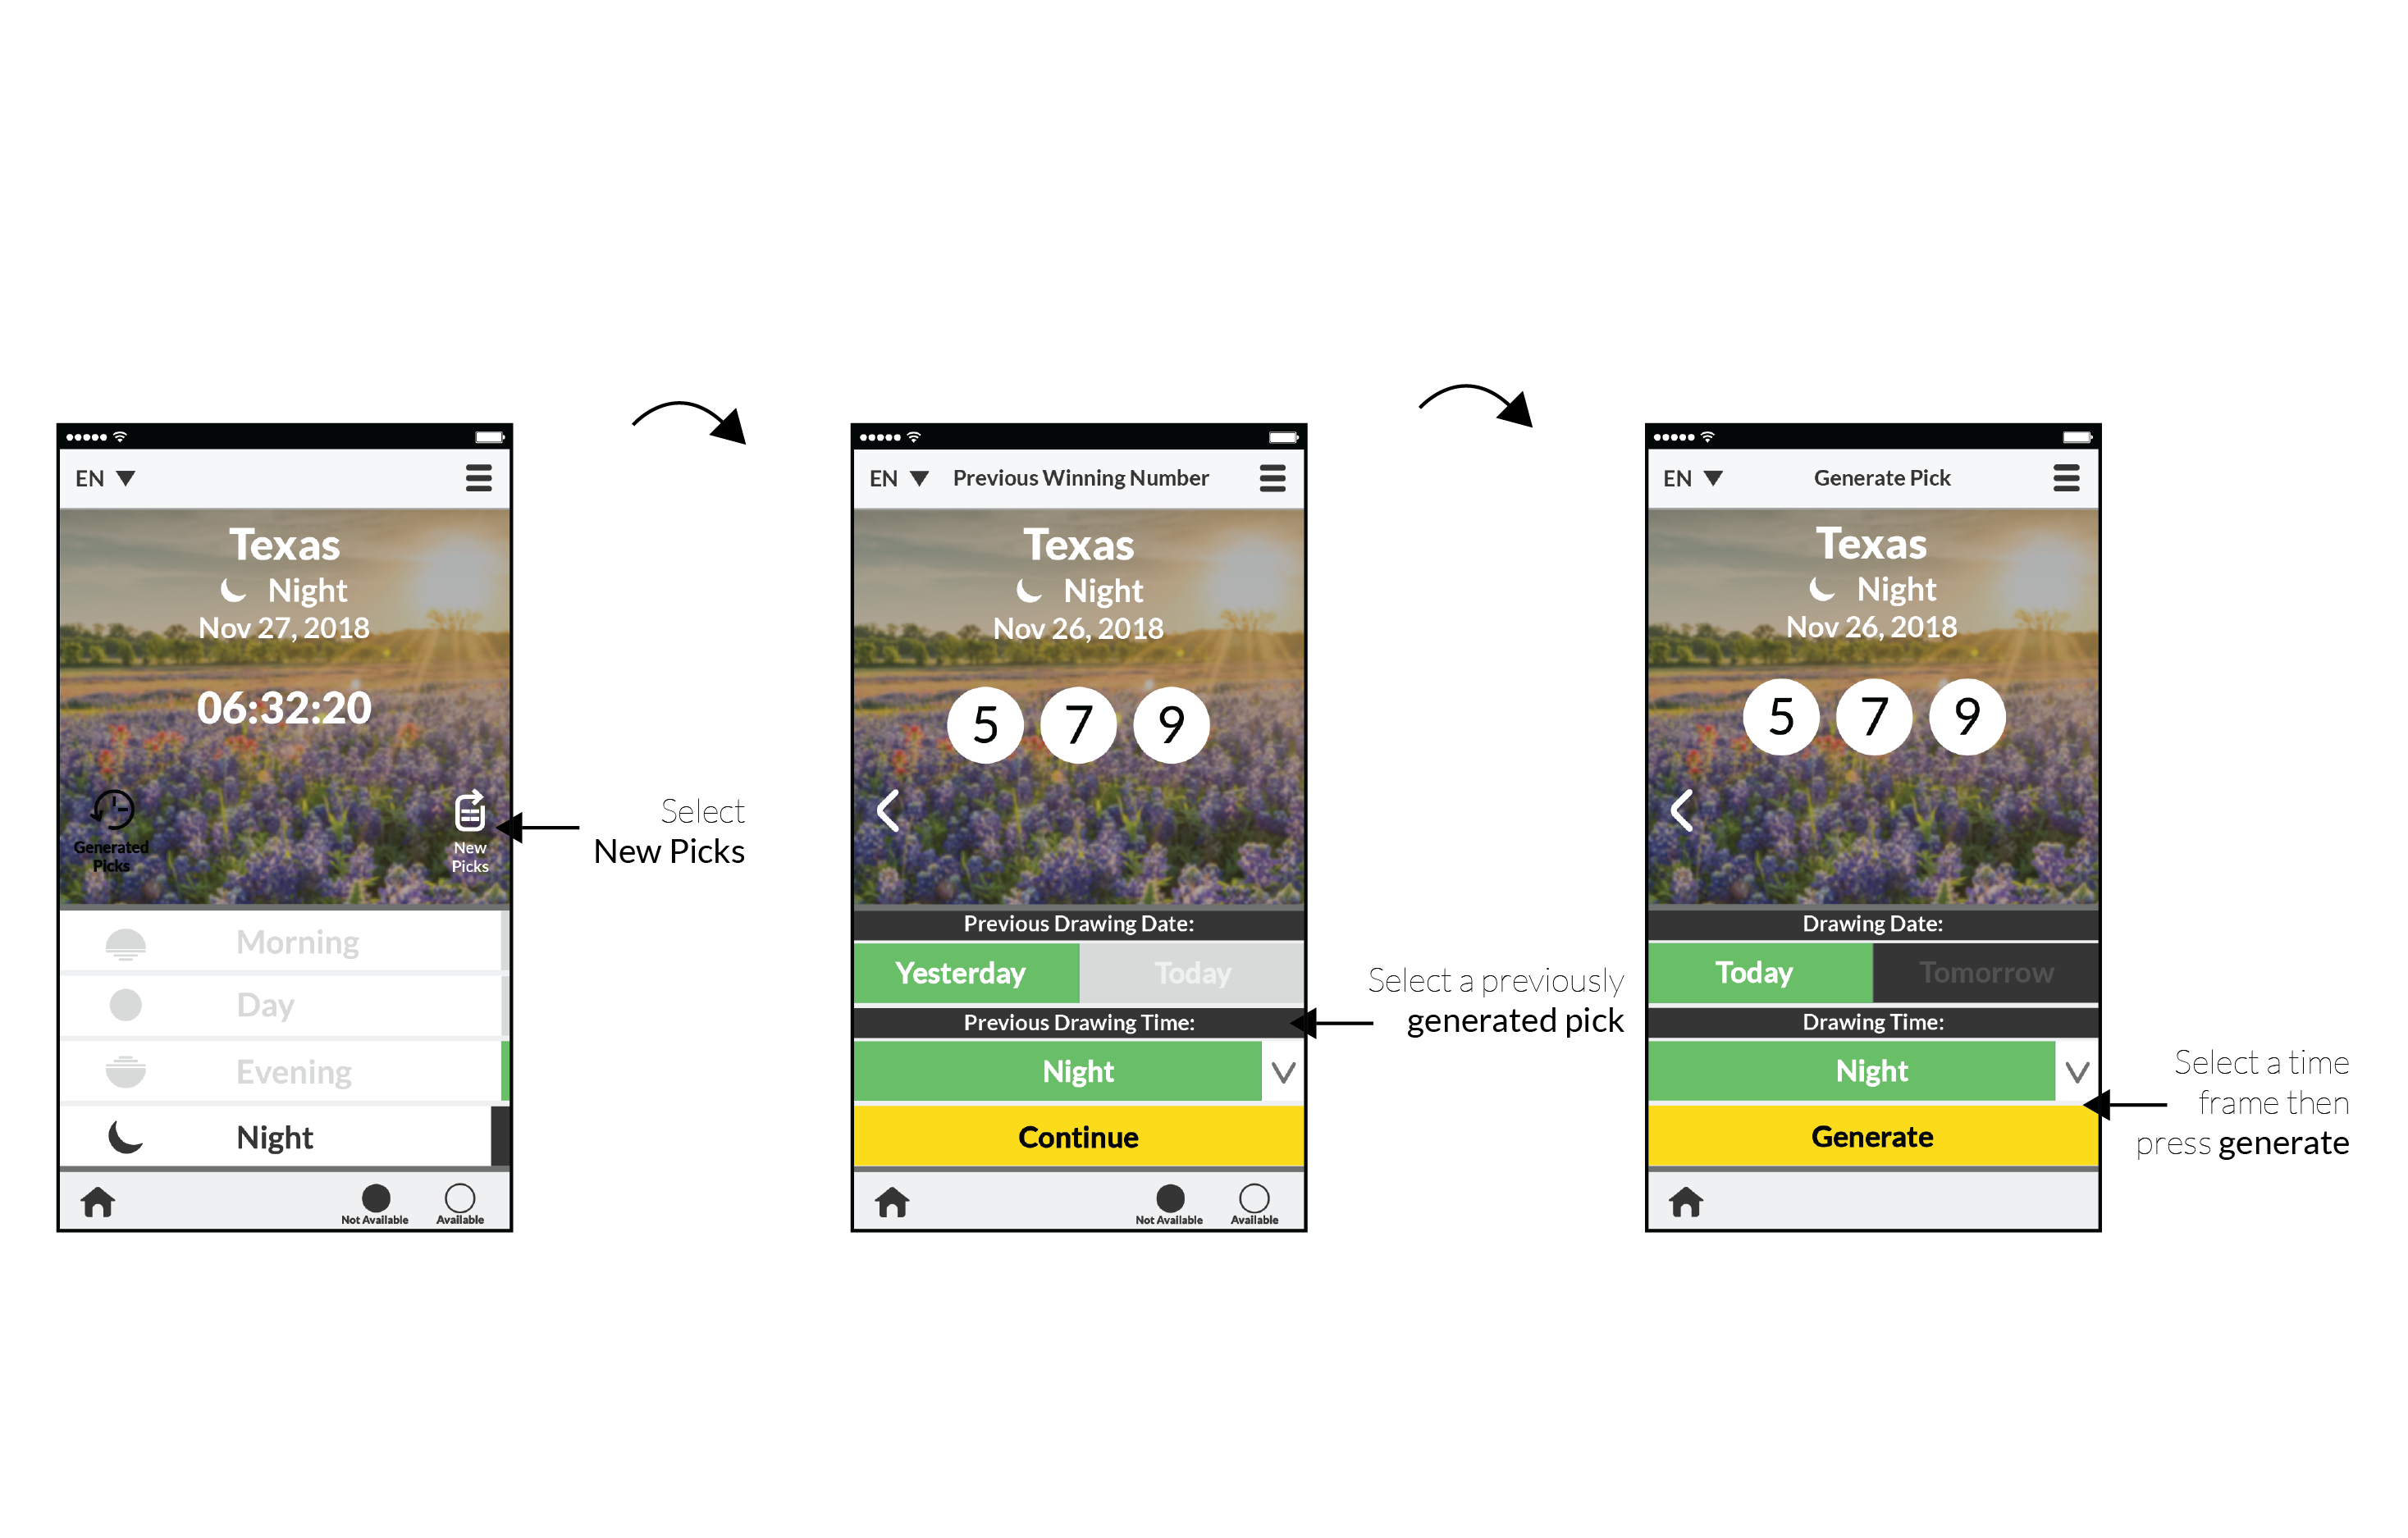 EN
Texas
Night
Nov 27, 2018
06:32:20
Generated
Picks
New
Picks
Morning
Day
Evening
Night
Not Available
Available
Select
New Picks
EN
Previous Winning Number
Texas
Night
Nov 26, 2018
5 7 9
Previous Drawing Date:
Yesterday
Today
Previous Drawing Time:
Night
Continue
Not Available
Available
Select a previously
generated pick
EN
Generate Pick
Texas
Night
Nov 26, 2018
5 7 9
Drawing Date:
Today
Tomorrow
Drawing Time:
Night
Generate
Select a time
frame then
press generate